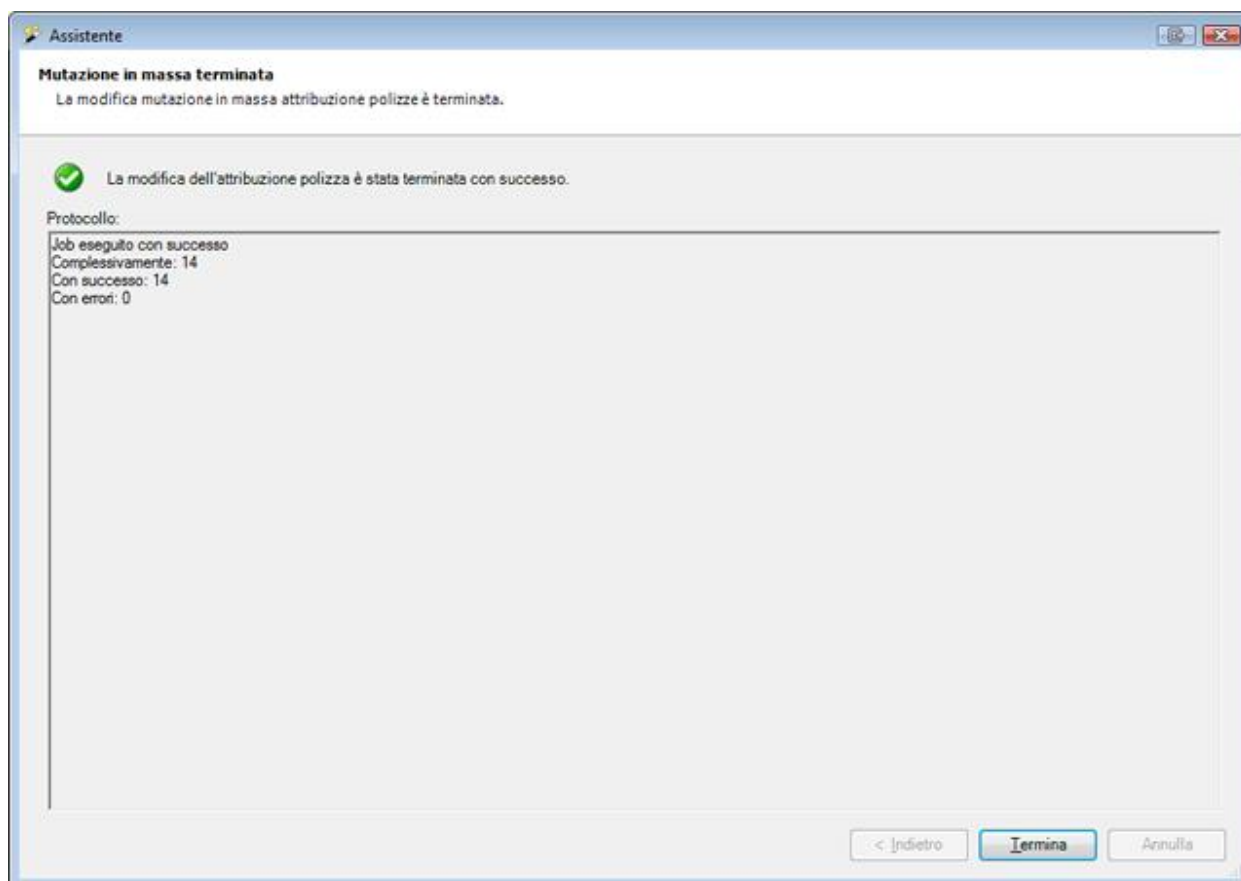 Assistente
Mutazione in massa terminata
La modifica mutazione in massa attribuzione polizze è terminata.
La modifica dell'attribuzione polizza è stata terminata con successo.
Protocollo:
Job eseguito con successo
Complessivamente: 14
Con successo: 14
Con errori: 0
< Indietro
Termina
Annulla